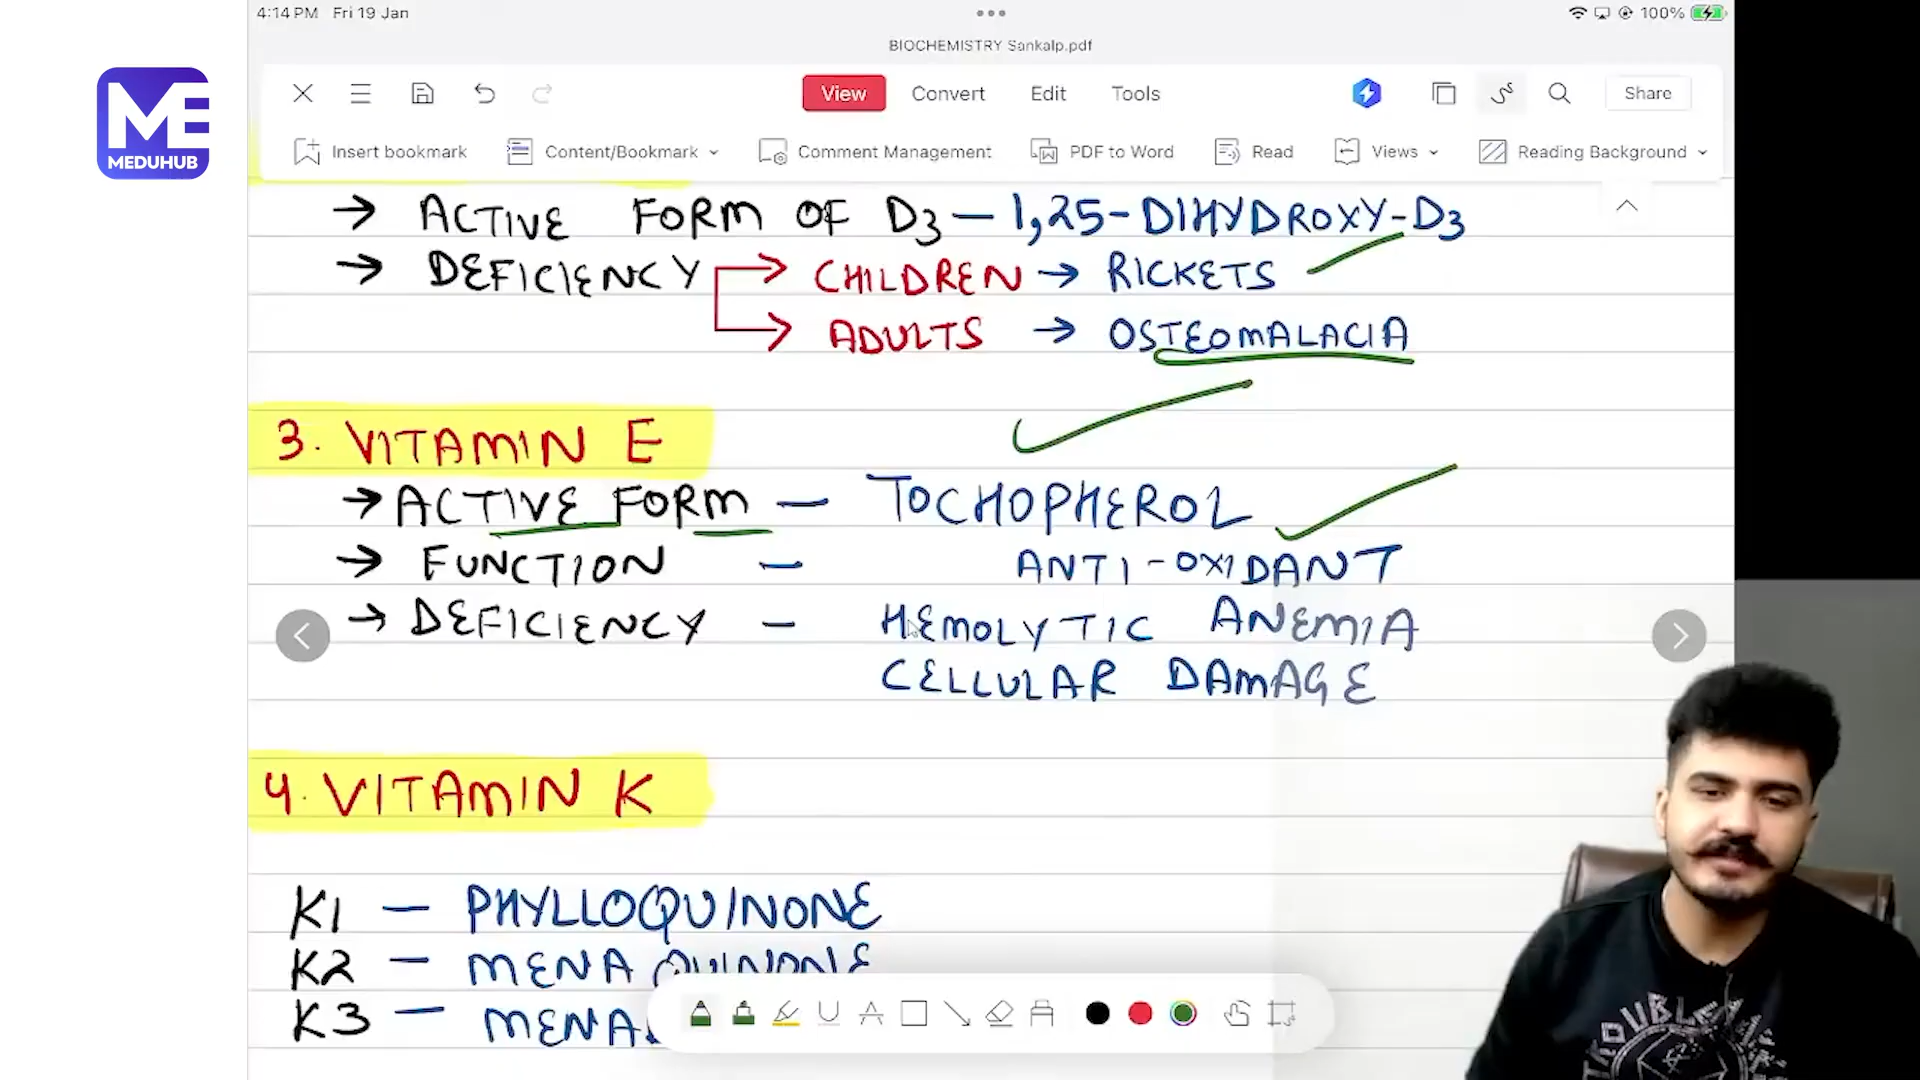 4:14 PM Fri 19 Jan
100%
BIOCHEMISTRY Sankalp.pdf
ME
MEDUHUB
View Convert Edit Tools
Share
Insert bookmark Content/Bookmark Comment Management PDF to Word Read Views Reading Background
→ ACTIVE FORM OF D3 – 1,25-DIHYDROXY-D3
→ DEFICIENCY → CHILDREN → RICKETS
→ ADULTS → OSTEOMALACIA
3. VITAMIN E
→ ACTIVE FORM – TOCHOPHEROL
→ FUNCTION – ANTI-OXIDANT
→ DEFICIENCY – HEMOLYTIC ANEMIA
CELLULAR DAMAGE
4. VITAMIN K
K1 – PHYLLOQUINONE
K2 – MENAQUINONE
K3 – MENA